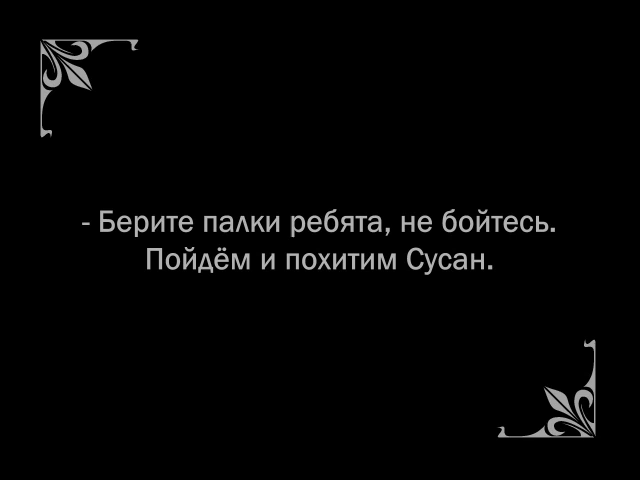 - Берите палки ребята, не бойтесь.
Пойдём и похитим Сусан.